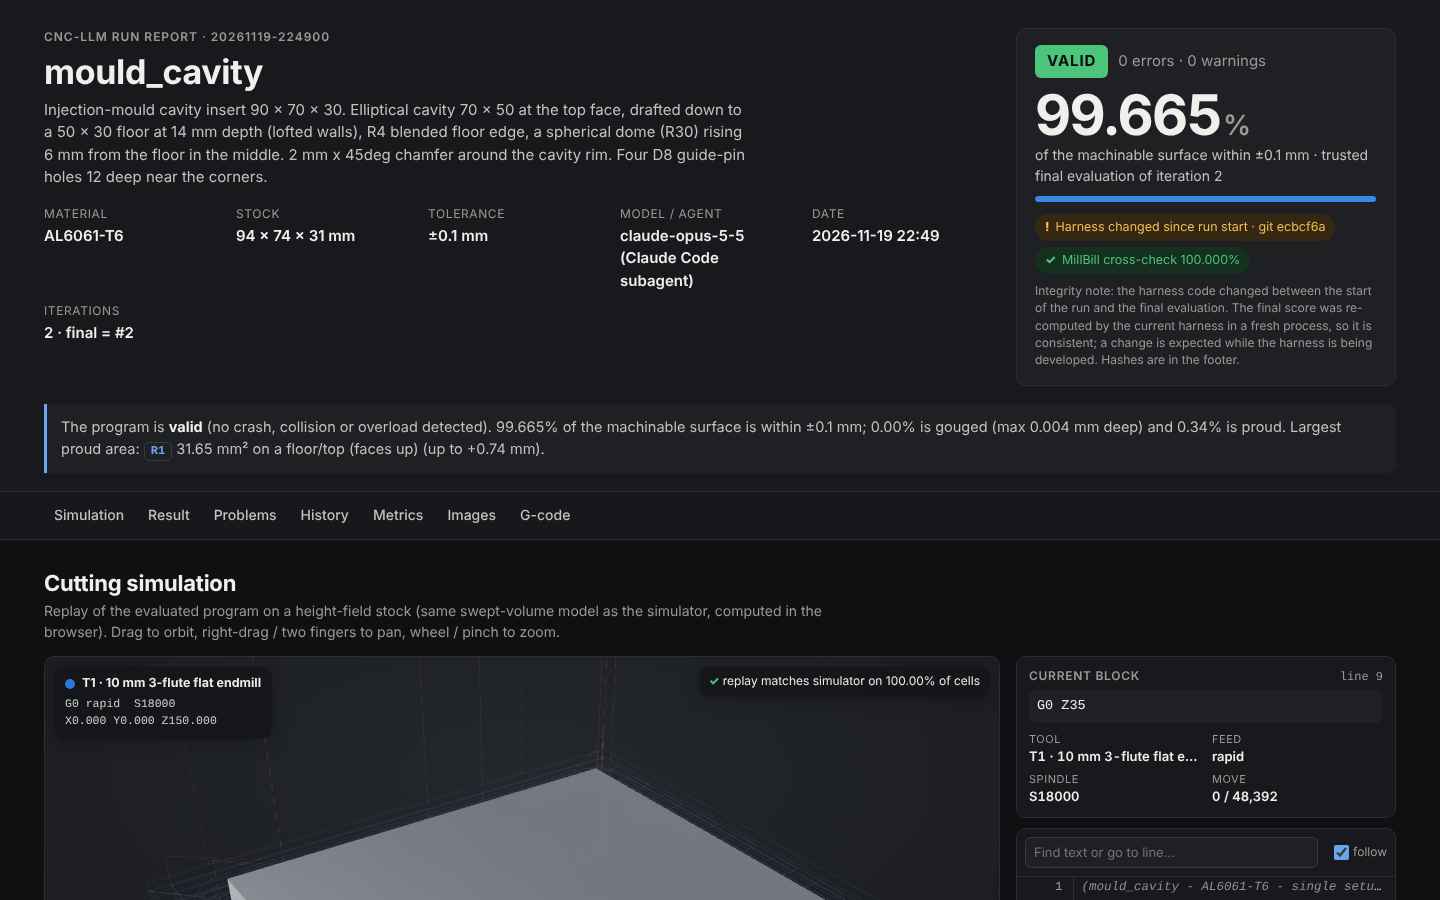 CNC-LLM RUN REPORT · 20261119-224900
mould_cavity
Injection-mould cavity insert 90 × 70 × 30. Elliptical cavity 70 × 50 at the top face, drafted down to
a 50 × 30 floor at 14 mm depth (lofted walls), R4 blended floor edge, a spherical dome (R30) rising
6 mm from the floor in the middle. 2 mm x 45deg chamfer around the cavity rim. Four D8 guide-pin
holes 12 deep near the corners.
MATERIAL
AL6061-T6
STOCK
94 × 74 × 31 mm
TOLERANCE
±0.1 mm
MODEL / AGENT
claude-opus-5-5
(Claude Code
subagent)
DATE
2026-11-19 22:49
ITERATIONS
2 · final = #2
VALID 0 errors · 0 warnings
99.665%
of the machinable surface within ±0.1 mm · trusted
final evaluation of iteration 2
! Harness changed since run start · git ecbcf6a
✓ MillBill cross-check 100.000%
Integrity note: the harness code changed between the start
of the run and the final evaluation. The final score was re-
computed by the current harness in a fresh process, so it is
consistent; a change is expected while the harness is being
developed. Hashes are in the footer.
The program is valid (no crash, collision or overload detected). 99.665% of the machinable surface is within ±0.1 mm; 0.00% is gouged (max 0.004 mm deep) and 0.34% is proud. Largest
proud area: R1 31.65 mm² on a floor/top (faces up) (up to +0.74 mm).
Simulation Result Problems History Metrics Images G-code
Cutting simulation
Replay of the evaluated program on a height-field stock (same swept-volume model as the simulator, computed in the
browser). Drag to orbit, right-drag / two fingers to pan, wheel / pinch to zoom.
T1 · 10 mm 3-flute flat endmill
G0 rapid S18000
X0.000 Y0.000 Z150.000
✓ replay matches simulator on 100.00% of cells
CURRENT BLOCK line 9
G0 Z35
TOOL
T1 · 10 mm 3-flute flat e…
FEED
rapid
SPINDLE
S18000
MOVE
0 / 48,392
Find text or go to line…
follow
1 (mould_cavity - AL6061-T6 - single setu…